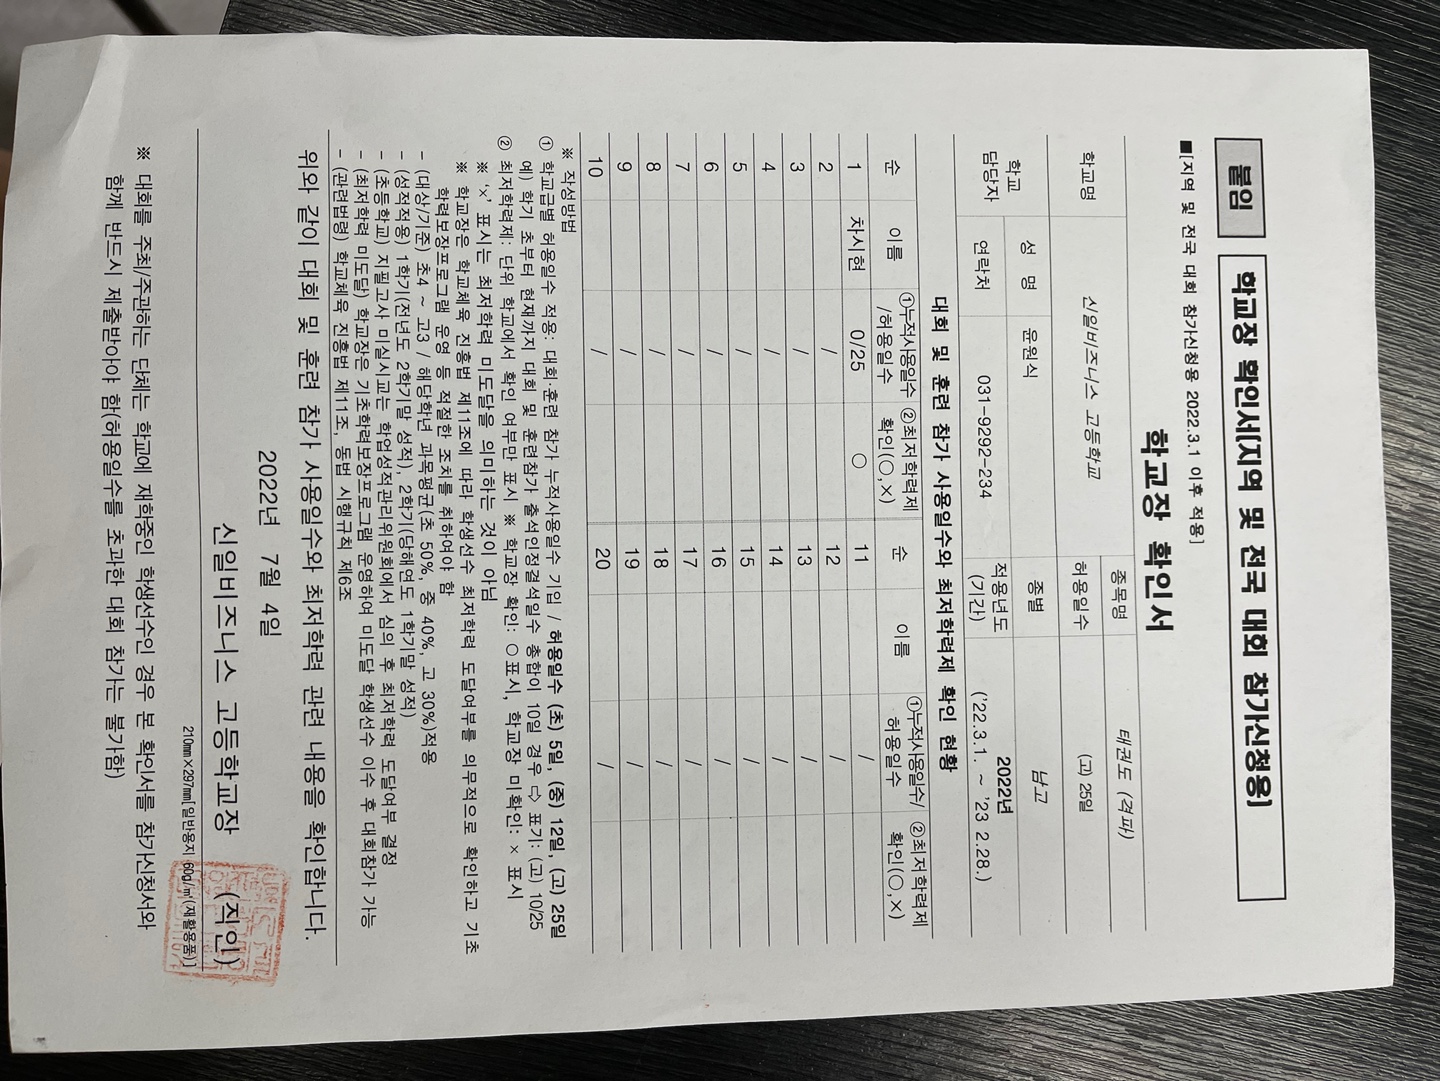 붙임 학교장 확인서[지역 및 전국 대회 참가신청용]
■[지역 및 전국 대회 참가신청용 2022.3.1 이후 적용]
학교장 확인서
학교명 신일비즈니스 고등학교 종목명 태권도 (격파)
허용일수 (고) 25일
학교 담당자 성 명 윤원식 종별 남고
연락처 031-9292-234 적용년도 (기간) 2022년 ('22.3.1. ~ '23 2.28.)
대회 및 훈련 참가 사용일수와 최저학력제 확인 현황
순 이름 ①누적사용일수 /허용일수 ②최저학력제 확인(○,×) 순 이름 ①누적사용일수/ 허용일수 ②최저학력제 확인(○,×)
1 차시현 0/25 ○ 11 /
2 / 12 /
3 / 13 /
4 / 14 /
5 / 15 /
6 / 16 /
7 / 17 /
8 / 18 /
9 / 19 /
10 20 /
※ 작성방법
① 학교급별 허용일수 적용: 대회·훈련 참가 누적사용일수 기입 / 허용일수 (초) 5일, (중) 12일, (고) 25일
예) 학기 초부터 현재까지 대회 및 훈련참가 출석인정결석일수 총합이 10일 경우 ⇨ 표기: (고) 10/25
② 최저학력제: 단위 학교에서 확인 여부만 표시 ※ 학교장 확인: ○표시, 학교장 미확인: × 표시
※ '×' 표시는 최저학력 미도달을 의미하는 것이 아님
※ 학교장은 학교체육 진흥법 제11조에 따라 학생선수 최저학력 도달여부를 의무적으로 확인하고 기초
학력보장프로그램 운영 등 적절한 조치를 취하여야 함
- (대상/기준) 초4 ~ 고3 / 해당학년 과목평균(초 50%, 중 40%, 고 30%)적용
- (성적적용) 1학기(전년도 2학기말 성적), 2학기(당해연도 1학기말 성적)
- (초등학교) 지필고사 미실시교는 학업성적관리위원회에서 심의 후 최저학력 도달여부 결정
- (최저학력 미도달) 학교장은 기초학력보장프로그램 운영하여 미도달 학생선수 이수 후 대회참가 가능
- (관련법령) 학교체육 진흥법 제11조, 동법 시행규칙 제6조
위와 같이 대회 및 훈련 참가 사용일수와 최저학력 관련 내용을 확인합니다.
2022년 7월 4일
신일비즈니스 고등학교장 (직인)
210㎜×297㎜[일반용지 60g/㎡(재활용품)]
※ 대회를 주최/주관하는 단체는 학교에 재학중인 학생선수인 경우 본 확인서를 참가신청서와
함께 반드시 제출받아야 함(허용일수를 초과한 대회 참가는 불가함)